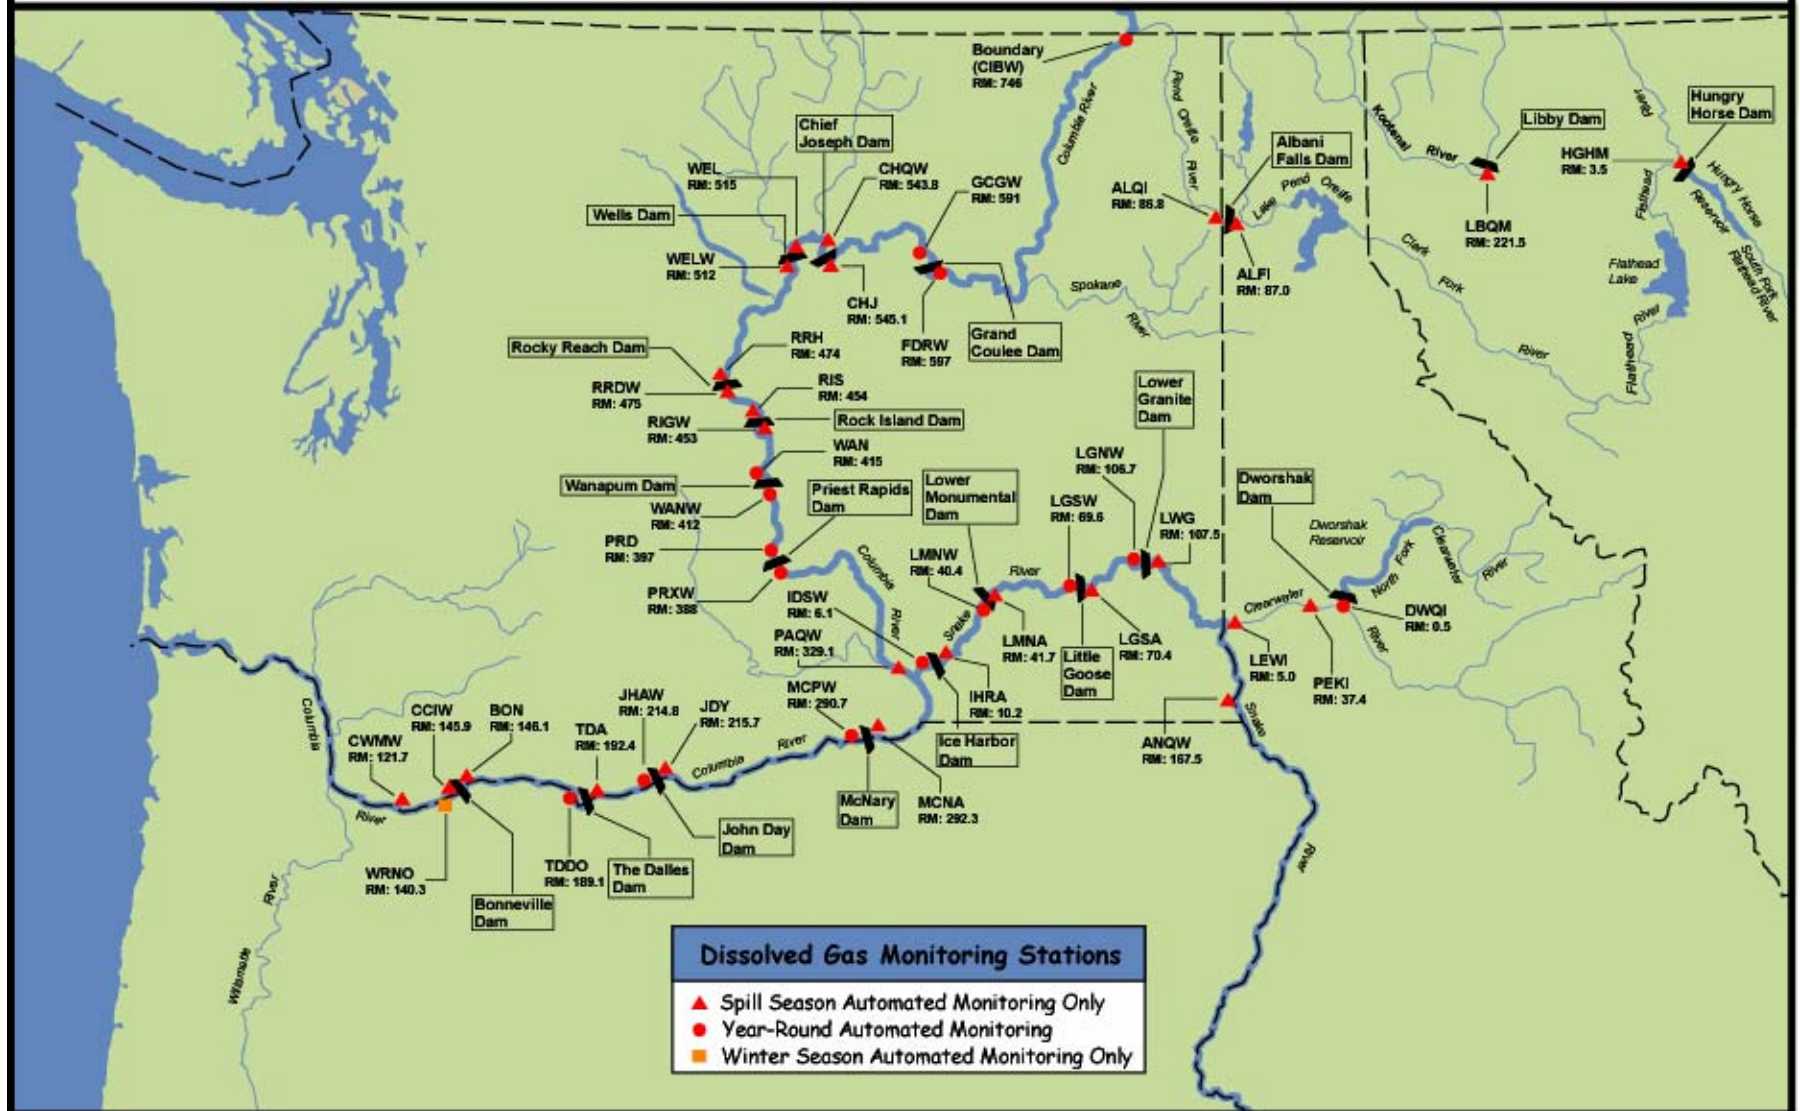 Boundary
(CIBW)
RM: 746
Columbia River
Pend Oreille
River
Kootenai
River
Libby Dam
River
Hungry
Horse Dam
HGHM
RM: 3.5
Hungry Horse
Reservoir
South Fork
Flathead River
Flathead
Flathead
Lake
River
Flathead
LBQM
RM: 221.5
Albani
Falls Dam
ALQI
RM: 86.8
Lake
Pend
Oreille
ALFI
RM: 87.0
Clark
Fork
River
Chief
Joseph Dam
WEL
RM: 515
CHQW
RM: 543.8
GCGW
RM: 591
Wells Dam
WELW
RM: 512
CHJ
RM: 545.1
FDRW
RM: 597
Grand
Coulee Dam
Spokane
River
RRH
RM: 474
Rocky Reach Dam
RRDW
RM: 475
RIS
RM: 454
RIGW
RM: 453
Rock Island Dam
WAN
RM: 415
Wanapum Dam
WANW
RM: 412
Priest Rapids
Dam
PRD
RM: 397
PRXW
RM: 388
Columbia
River
Lower
Monumental
Dam
LMNW
RM: 40.4
River
Snake
LMNA
RM: 41.7
LGSW
RM: 69.6
LGNW
RM: 106.7
Lower
Granite
Dam
LWG
RM: 107.5
Little
Goose
Dam
LGSA
RM: 70.4
Dworshak
Dam
Dworshak
Reservoir
North
Fork
Clearwater
River
Clearwater
River
DWQI
RM: 0.5
PEKI
RM: 37.4
LEWI
RM: 5.0
ANQW
RM: 167.5
Snake
River
IDSW
RM: 6.1
PAQW
RM: 329.1
IHRA
RM: 10.2
Ice Harbor
Dam
MCPW
RM: 290.7
McNary
Dam
MCNA
RM: 292.3
Columbia
River
JHAW
RM: 214.8
JDY
RM: 215.7
John Day
Dam
TDA
RM: 192.4
TDDO
RM: 189.1
The Dalles
Dam
CCIW
RM: 145.9
BON
RM: 146.1
CWMW
RM: 121.7
WRNO
RM: 140.3
Bonneville
Dam
Columbia
River
Willamette
River
Dissolved Gas Monitoring Stations
Spill Season Automated Monitoring Only
Year-Round Automated Monitoring
Winter Season Automated Monitoring Only